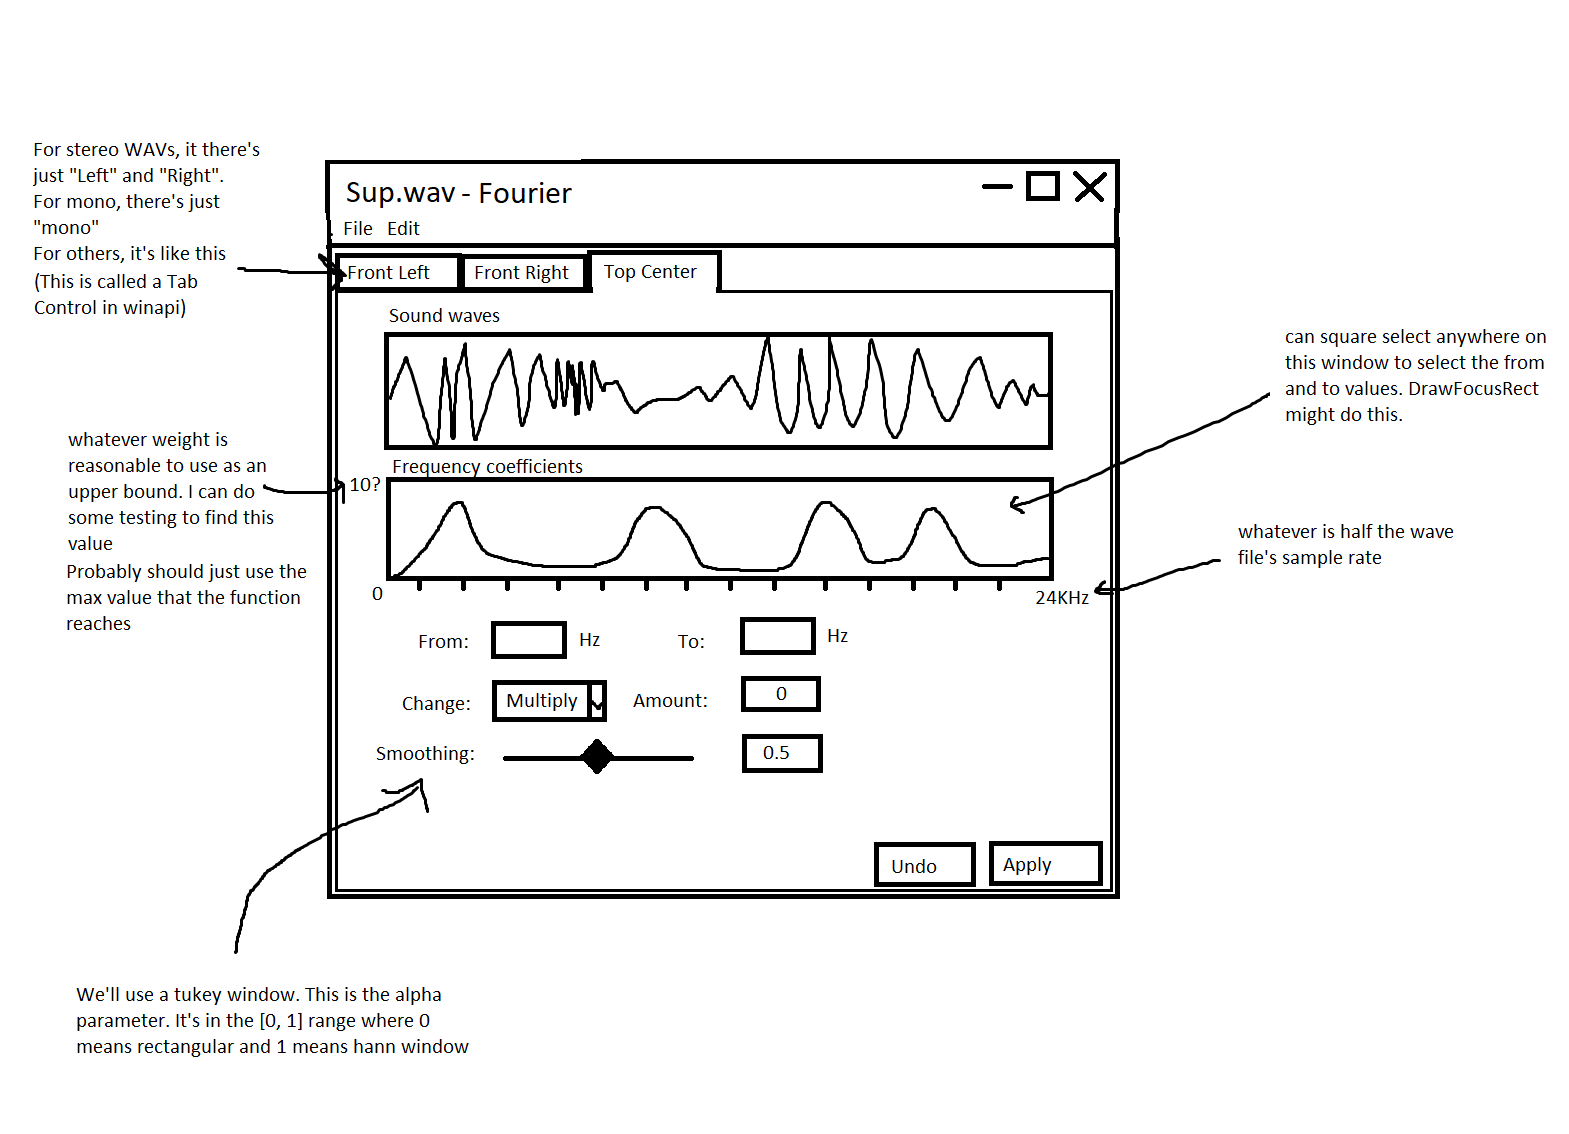 For stereo WAVs, it there's
just "Left" and "Right".
For mono, there's just
"mono"
For others, it's like this
(This is called a Tab
Control in winapi)
Sup.wav - Fourier
File Edit
Front Left
Front Right
Top Center
Sound waves
can square select anywhere on
this window to select the from
and to values. DrawFocusRect
might do this.
whatever weight is
reasonable to use as an
upper bound. I can do
some testing to find this
value
Probably should just use the
max value that the function
reaches
Frequency coefficients
10?
0
24KHz
whatever is half the wave
file's sample rate
From: Hz To: Hz
Change: Multiply Amount: 0
Smoothing: 0.5
Undo
Apply
We'll use a tukey window. This is the alpha
parameter. It's in the [0, 1] range where 0
means rectangular and 1 means hann window